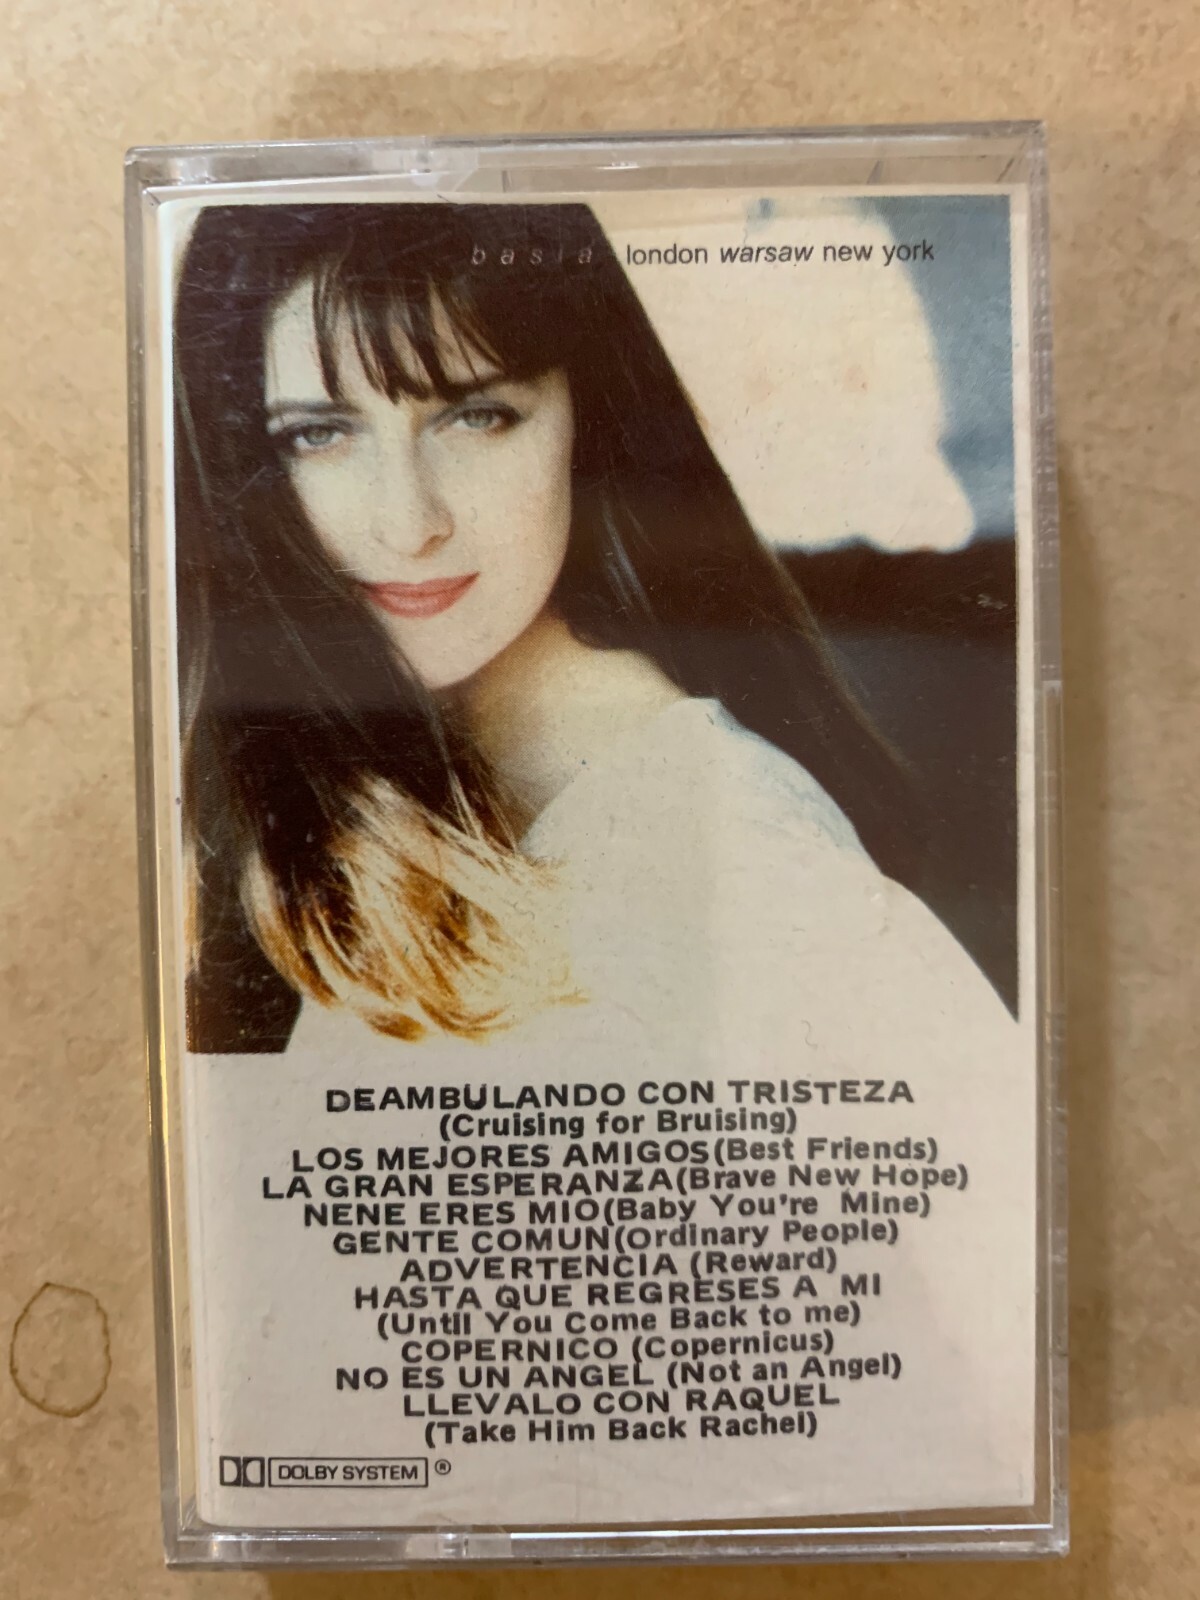 basia london warsaw new york
DEAMBULANDO CON TRISTEZA
(Cruising for Bruising)
LOS MEJORES AMIGOS(Best Friends)
LA GRAN ESPERANZA(Brave New Hope)
NENE ERES MIO(Baby You're Mine)
GENTE COMUN(Ordinary People)
ADVERTENCIA (Reward)
HASTA QUE REGRESES A MI
(Until You Come Back to me)
COPERNICO (Copernicus)
NO ES UN ANGEL (Not an Angel)
LLEVALO CON RAQUEL
(Take Him Back Rachel)
DOLBY SYSTEM ®